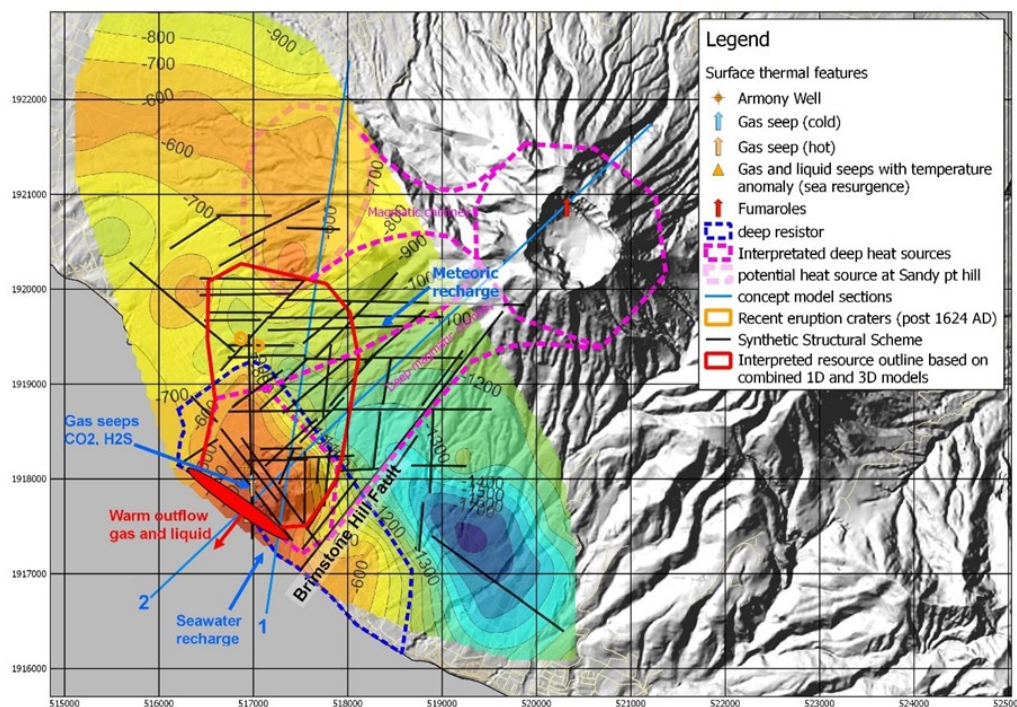 -800
-900
-700
-600
-600
-700
-700
-600
-800
-900
-1100
-1200
-700
-600
-1300
-1400
-1200
-1300
-600
Magmatic chimney
Meteoric
recharge
Gas seeps
CO2, H2S
Warm outflow
gas and liquid
Brimstone Hill Fault
2
Seawater
recharge
1
Legend
Surface thermal features
Armony Well
Gas seep (cold)
Gas seep (hot)
Gas and liquid seeps with temperature
anomaly (sea resurgence)
Fumaroles
deep resistor
Interpretated deep heat sources
potential heat source at Sandy pt hill
concept model sections
Recent eruption craters (post 1624 AD)
Synthetic Structural Scheme
Interpreted resource outline based on
combined 1D and 3D models
1922000
1921000
1920000
1919000
1918000
1917000
1916000
515000
516000
517000
518000
519000
520000
521000
522000
523000
524000